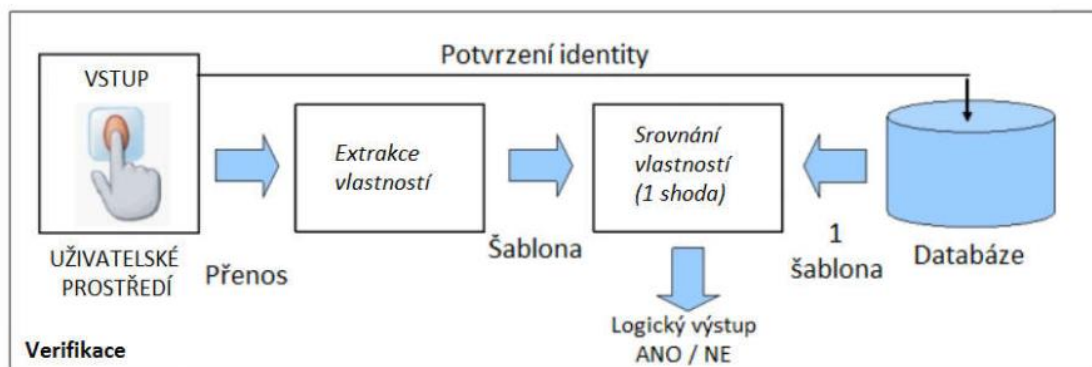 Potvrzení identity
VSTUP
UŽIVATELSKÉ
PROSTŘEDÍ
Přenos
Extrakce
vlastností
Šablona
Srovnání
vlastností
(1 shoda)
1
šablona
Databáze
Logický výstup
ANO / NE
Verifikace